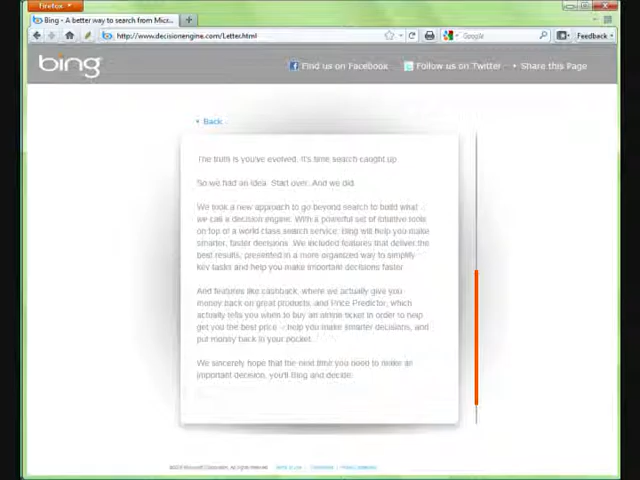 Firefox
Bing - A better way to search from Micr...
http://www.decisionengine.com/Letter.html
Google
Feedback
bing
Find us on Facebook
Follow us on Twitter
Share this Page
Back
The truth is you've evolved. It's time search caught up.
So we had an idea. Start over. And we did.
We took a new approach to go beyond search to build what
we call a decision engine. With a powerful set of intuitive tools
on top of a world class search service, Bing will help you make
smarter, faster decisions. We included features that deliver the
best results, presented in a more organized way to simplify
key tasks and help you make important decisions faster.
And features like cashback, where we actually give you
money back on great products, and Price Predictor, which
actually tells you when to buy an airline ticket in order to help
get you the best price – help you make smarter decisions, and
put money back in your pocket.
We sincerely hope that the next time you need to make an
important decision, you'll Bing and decide.